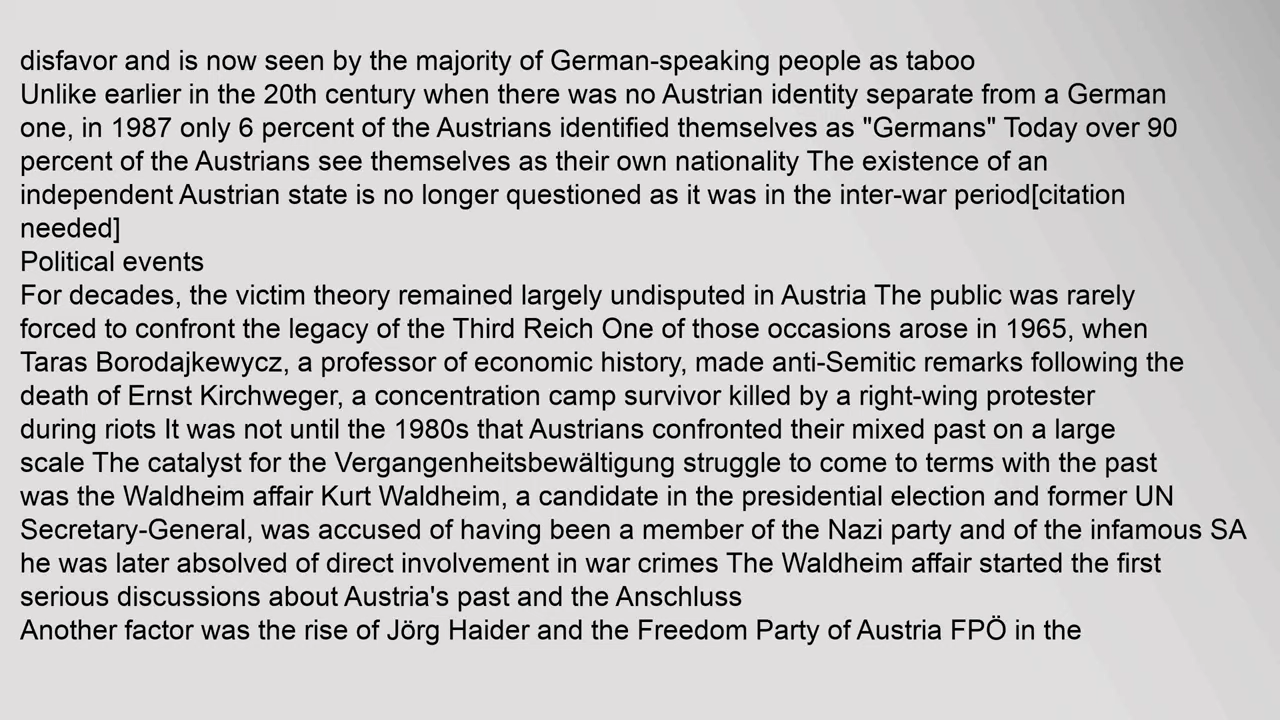 disfavor and is now seen by the majority of German-speaking people as taboo
Unlike earlier in the 20th century when there was no Austrian identity separate from a German
one, in 1987 only 6 percent of the Austrians identified themselves as "Germans" Today over 90
percent of the Austrians see themselves as their own nationality The existence of an
independent Austrian state is no longer questioned as it was in the inter-war period[citation
needed]
Political events
For decades, the victim theory remained largely undisputed in Austria The public was rarely
forced to confront the legacy of the Third Reich One of those occasions arose in 1965, when
Taras Borodajkewycz, a professor of economic history, made anti-Semitic remarks following the
death of Ernst Kirchweger, a concentration camp survivor killed by a right-wing protester
during riots It was not until the 1980s that Austrians confronted their mixed past on a large
scale The catalyst for the Vergangenheitsbewältigung struggle to come to terms with the past
was the Waldheim affair Kurt Waldheim, a candidate in the presidential election and former UN
Secretary-General, was accused of having been a member of the Nazi party and of the infamous SA
he was later absolved of direct involvement in war crimes The Waldheim affair started the first
serious discussions about Austria's past and the Anschluss
Another factor was the rise of Jörg Haider and the Freedom Party of Austria FPÖ in the